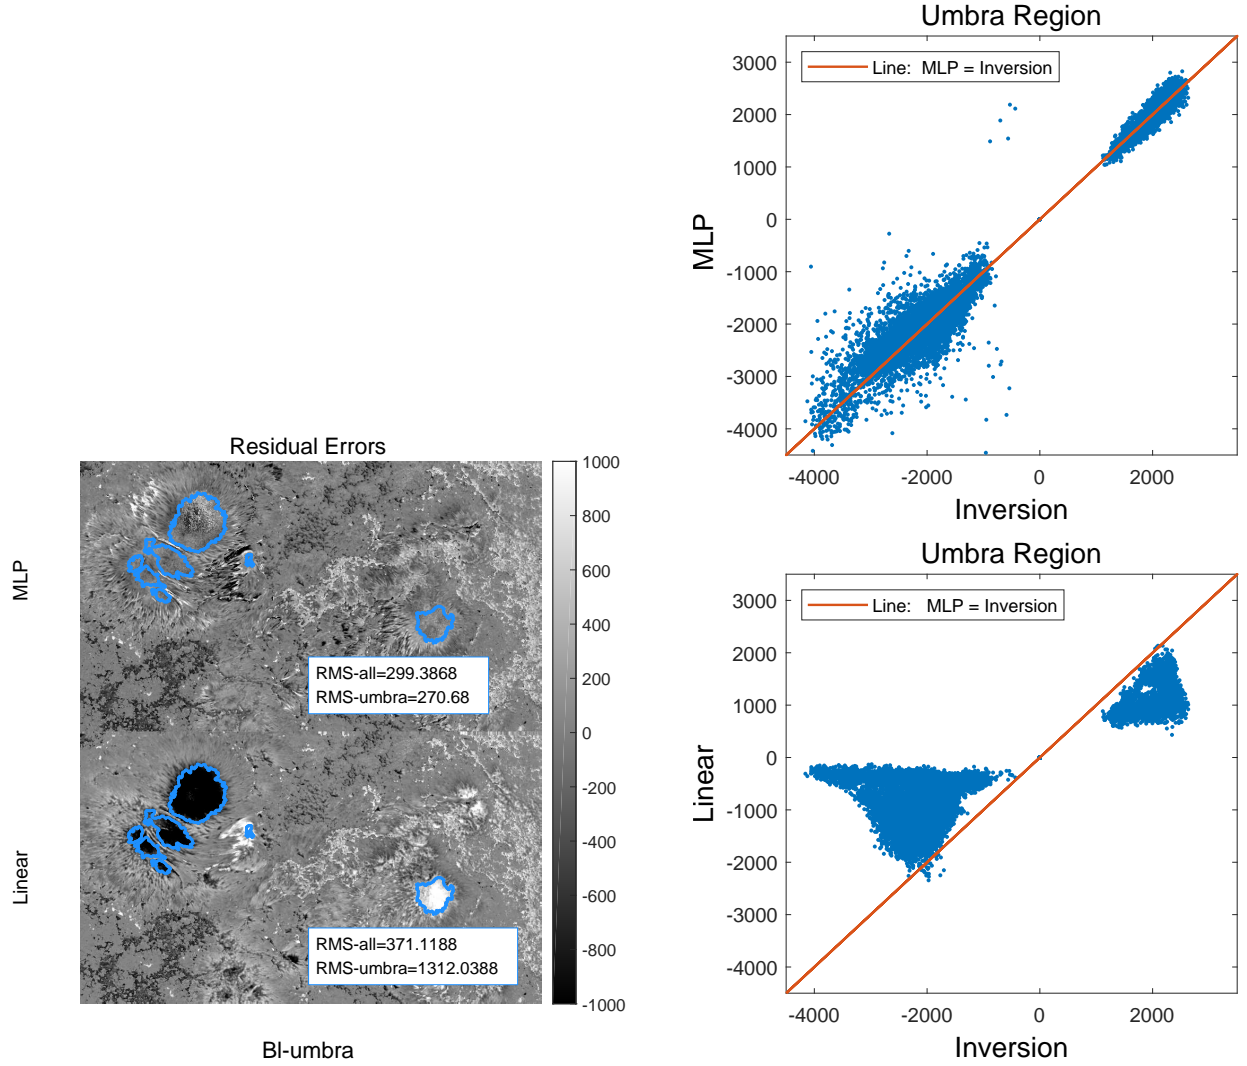 Umbra Region
Line:  MLP = Inversion
3000
2000
1000
0
-1000
-2000
-3000
-4000
MLP
-4000
-2000
0
2000
Inversion
Residual Errors
MLP
RMS-all=299.3868
RMS-umbra=270.68
Linear
RMS-all=371.1188
RMS-umbra=1312.0388
1000
800
600
400
200
0
-200
-400
-600
-800
-1000
Bl-umbra
Umbra Region
Line:  MLP = Inversion
3000
2000
1000
0
-1000
-2000
-3000
-4000
Linear
-4000
-2000
0
2000
Inversion